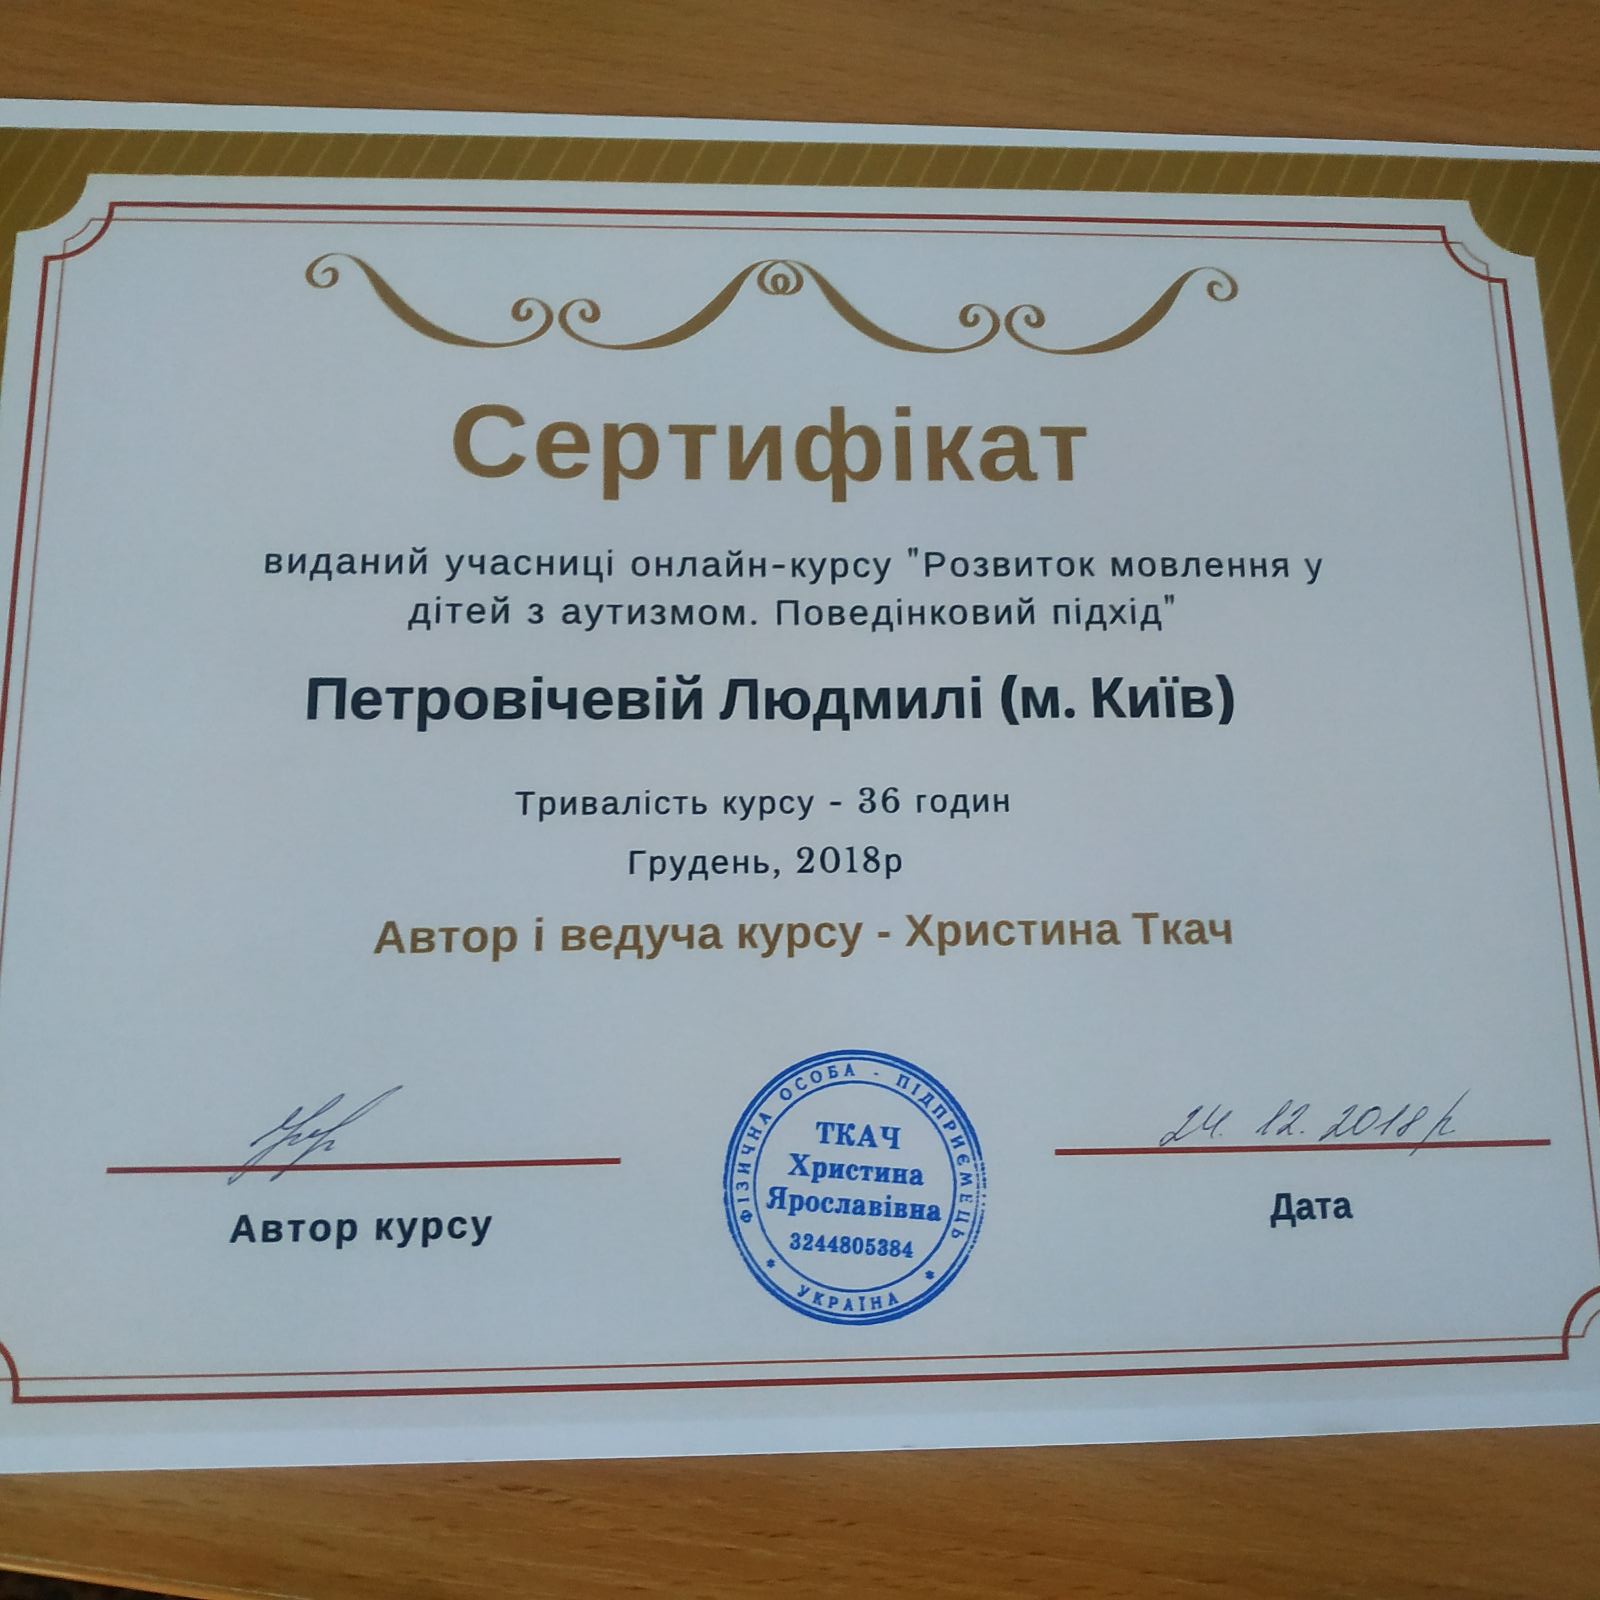 Сертифікат
виданий учасниці онлайн-курсу "Розвиток мовлення у
дітей з аутизмом. Поведінковий підхід"
Петровічевій Людмилі (м. Київ)
Тривалість курсу - 36 годин
Грудень, 2018р
Автор і ведуча курсу - Христина Ткач
24. 12. 2018р
Автор курсу
Дата
ФІЗИЧНА ОСОБА - ПІДПРИЄМЕЦЬ
ТКАЧ
Христина
Ярославівна
3244805384
* УКРАЇНА *